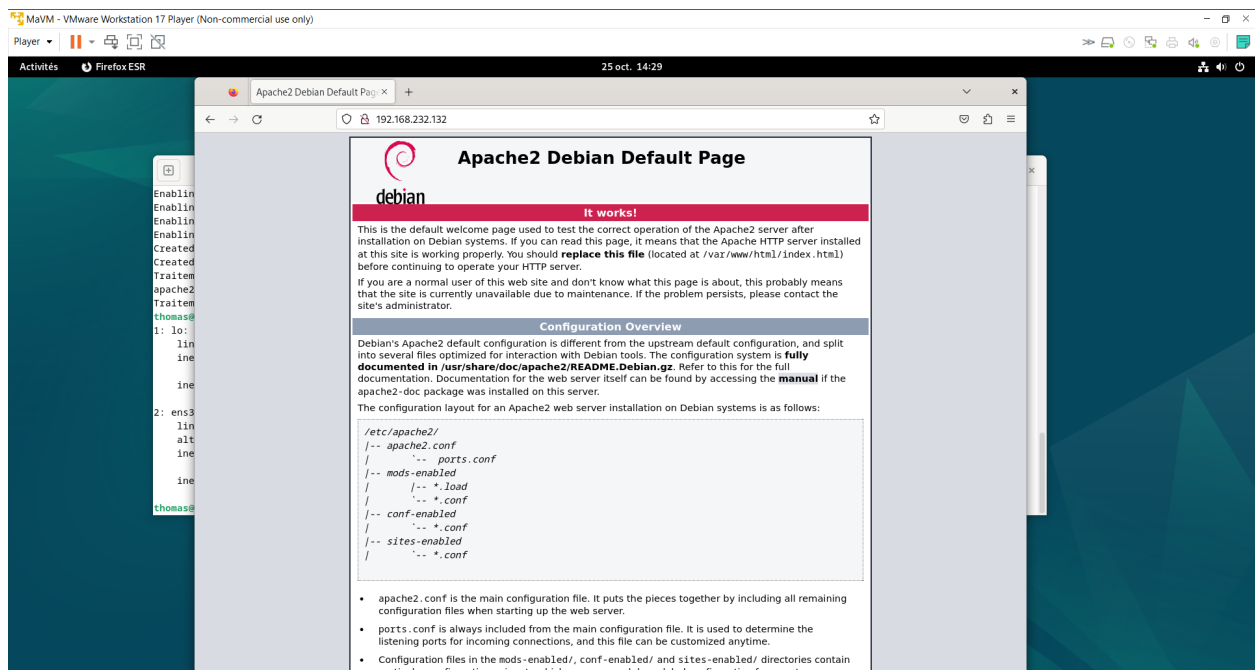 MaVM - VMware Workstation 17 Player (Non-commercial use only)
Player
Activités Firefox ESR 25 oct. 14:29
Apache2 Debian Default Pag
192.168.232.132
debian
Apache2 Debian Default Page
It works!
This is the default welcome page used to test the correct operation of the Apache2 server after
installation on Debian systems. If you can read this page, it means that the Apache HTTP server installed
at this site is working properly. You should replace this file (located at /var/www/html/index.html)
before continuing to operate your HTTP server.
If you are a normal user of this web site and don't know what this page is about, this probably means
that the site is currently unavailable due to maintenance. If the problem persists, please contact the
site's administrator.
Configuration Overview
Debian's Apache2 default configuration is different from the upstream default configuration, and split
into several files optimized for interaction with Debian tools. The configuration system is fully
documented in /usr/share/doc/apache2/README.Debian.gz. Refer to this for the full
documentation. Documentation for the web server itself can be found by accessing the manual if the
apache2-doc package was installed on this server.
The configuration layout for an Apache2 web server installation on Debian systems is as follows:
/etc/apache2/
|-- apache2.conf
|       `--  ports.conf
|-- mods-enabled
|       |-- *.load
|       `-- *.conf
|-- conf-enabled
|       `-- *.conf
|-- sites-enabled
|       `-- *.conf
• apache2.conf is the main configuration file. It puts the pieces together by including all remaining
configuration files when starting up the web server.
• ports.conf is always included from the main configuration file. It is used to determine the
listening ports for incoming connections, and this file can be customized anytime.
• Configuration files in the mods-enabled/, conf-enabled/ and sites-enabled/ directories contain
Enablin
Enablin
Enablin
Enablin
Created
Created
Traitem
apache2
Traitem
thomas@
1: lo:
lin
ine
ine
2: ens3
lin
alt
ine
ine
thomas@